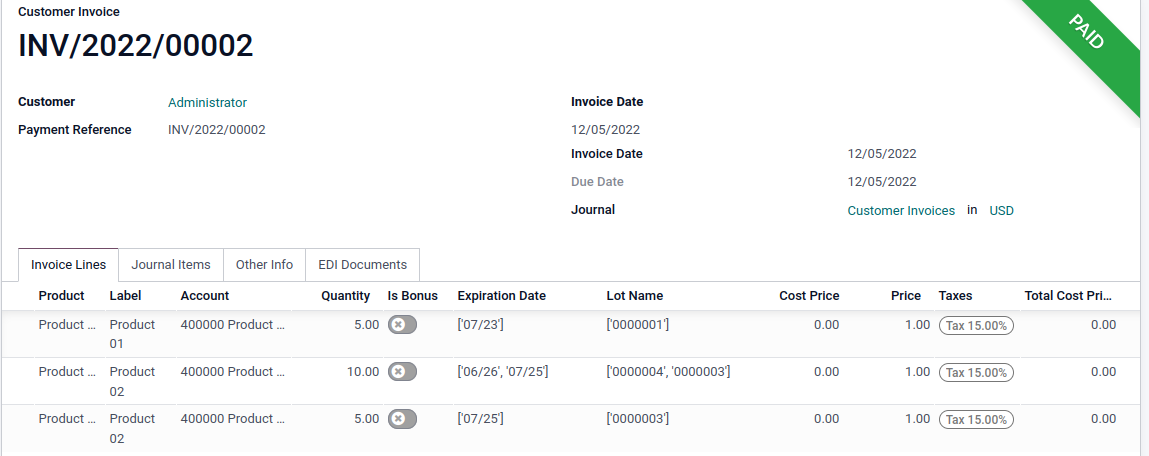 Customer Invoice
PAID
INV/2022/00002
Customer Administrator Invoice Date
Payment Reference INV/2022/00002 12/05/2022
Invoice Date 12/05/2022
Due Date 12/05/2022
Journal Customer Invoices in USD
Invoice Lines Journal Items Other Info EDI Documents
Product Label Account Quantity Is Bonus Expiration Date Lot Name Cost Price Price Taxes Total Cost Pri...
Product ... Product 400000 Product ... 5.00 ['07/23'] ['0000001'] 0.00 1.00 Tax 15.00% 0.00
01
Product ... Product 400000 Product ... 10.00 ['06/26', '07/25'] ['0000004', '0000003'] 0.00 1.00 Tax 15.00% 0.00
02
Product ... Product 400000 Product ... 5.00 ['07/25'] ['0000003'] 0.00 1.00 Tax 15.00% 0.00
02